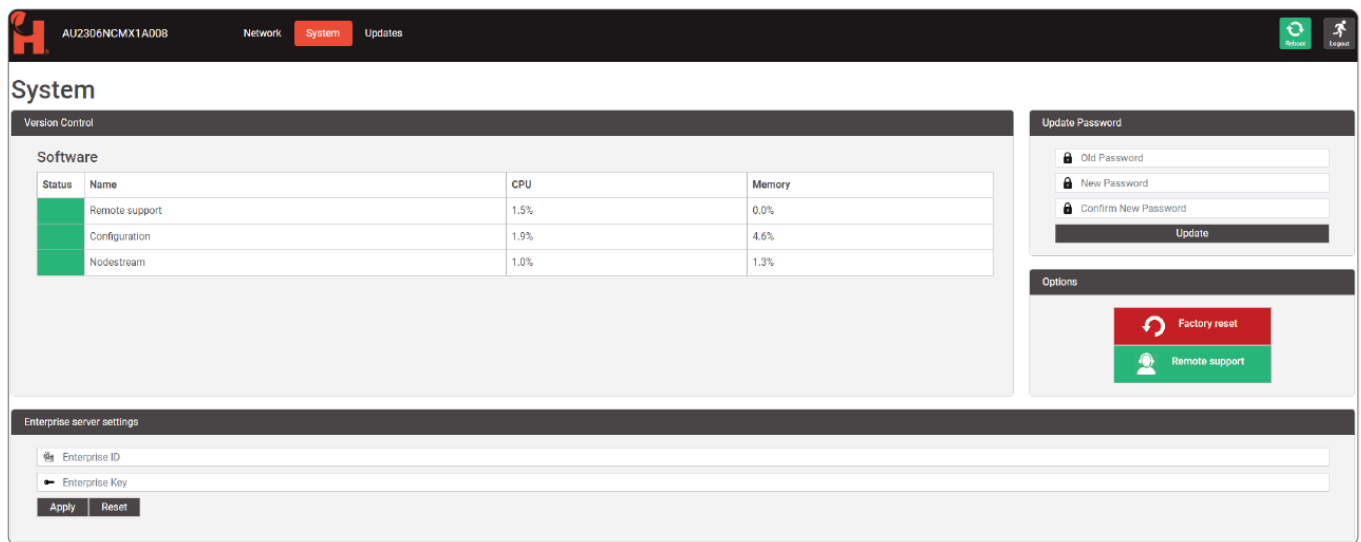 H
AU2306NCMX1A008 Network System Updates Reboot Logout
System
Version Control
Software
Status Name CPU Memory
Remote support 1.5% 0.0%
Configuration 1.9% 4.6%
Nodestream 1.0% 1.3%
Update Password
Old Password
New Password
Confirm New Password
Update
Options
Factory reset
Remote support
Enterprise server settings
Enterprise ID
Enterprise Key
Apply Reset